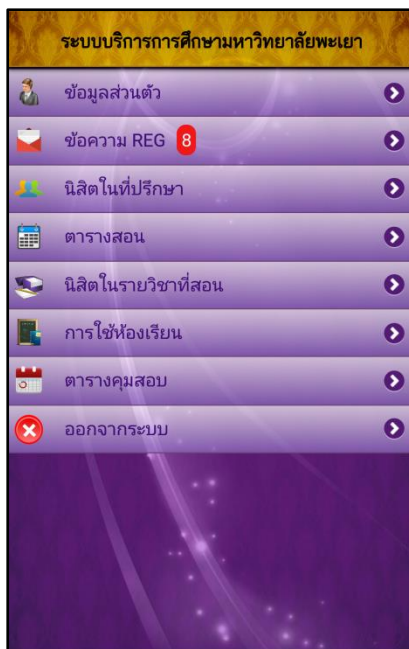 ระบบบริการการศึกษามหาวิทยาลัยพะเยา
ข้อมูลส่วนตัว
ข้อความ REG 8
นิสิตในที่ปรึกษา
ตารางสอน
นิสิตในรายวิชาที่สอน
การใช้ห้องเรียน
ตารางคุมสอบ
ออกจากระบบ